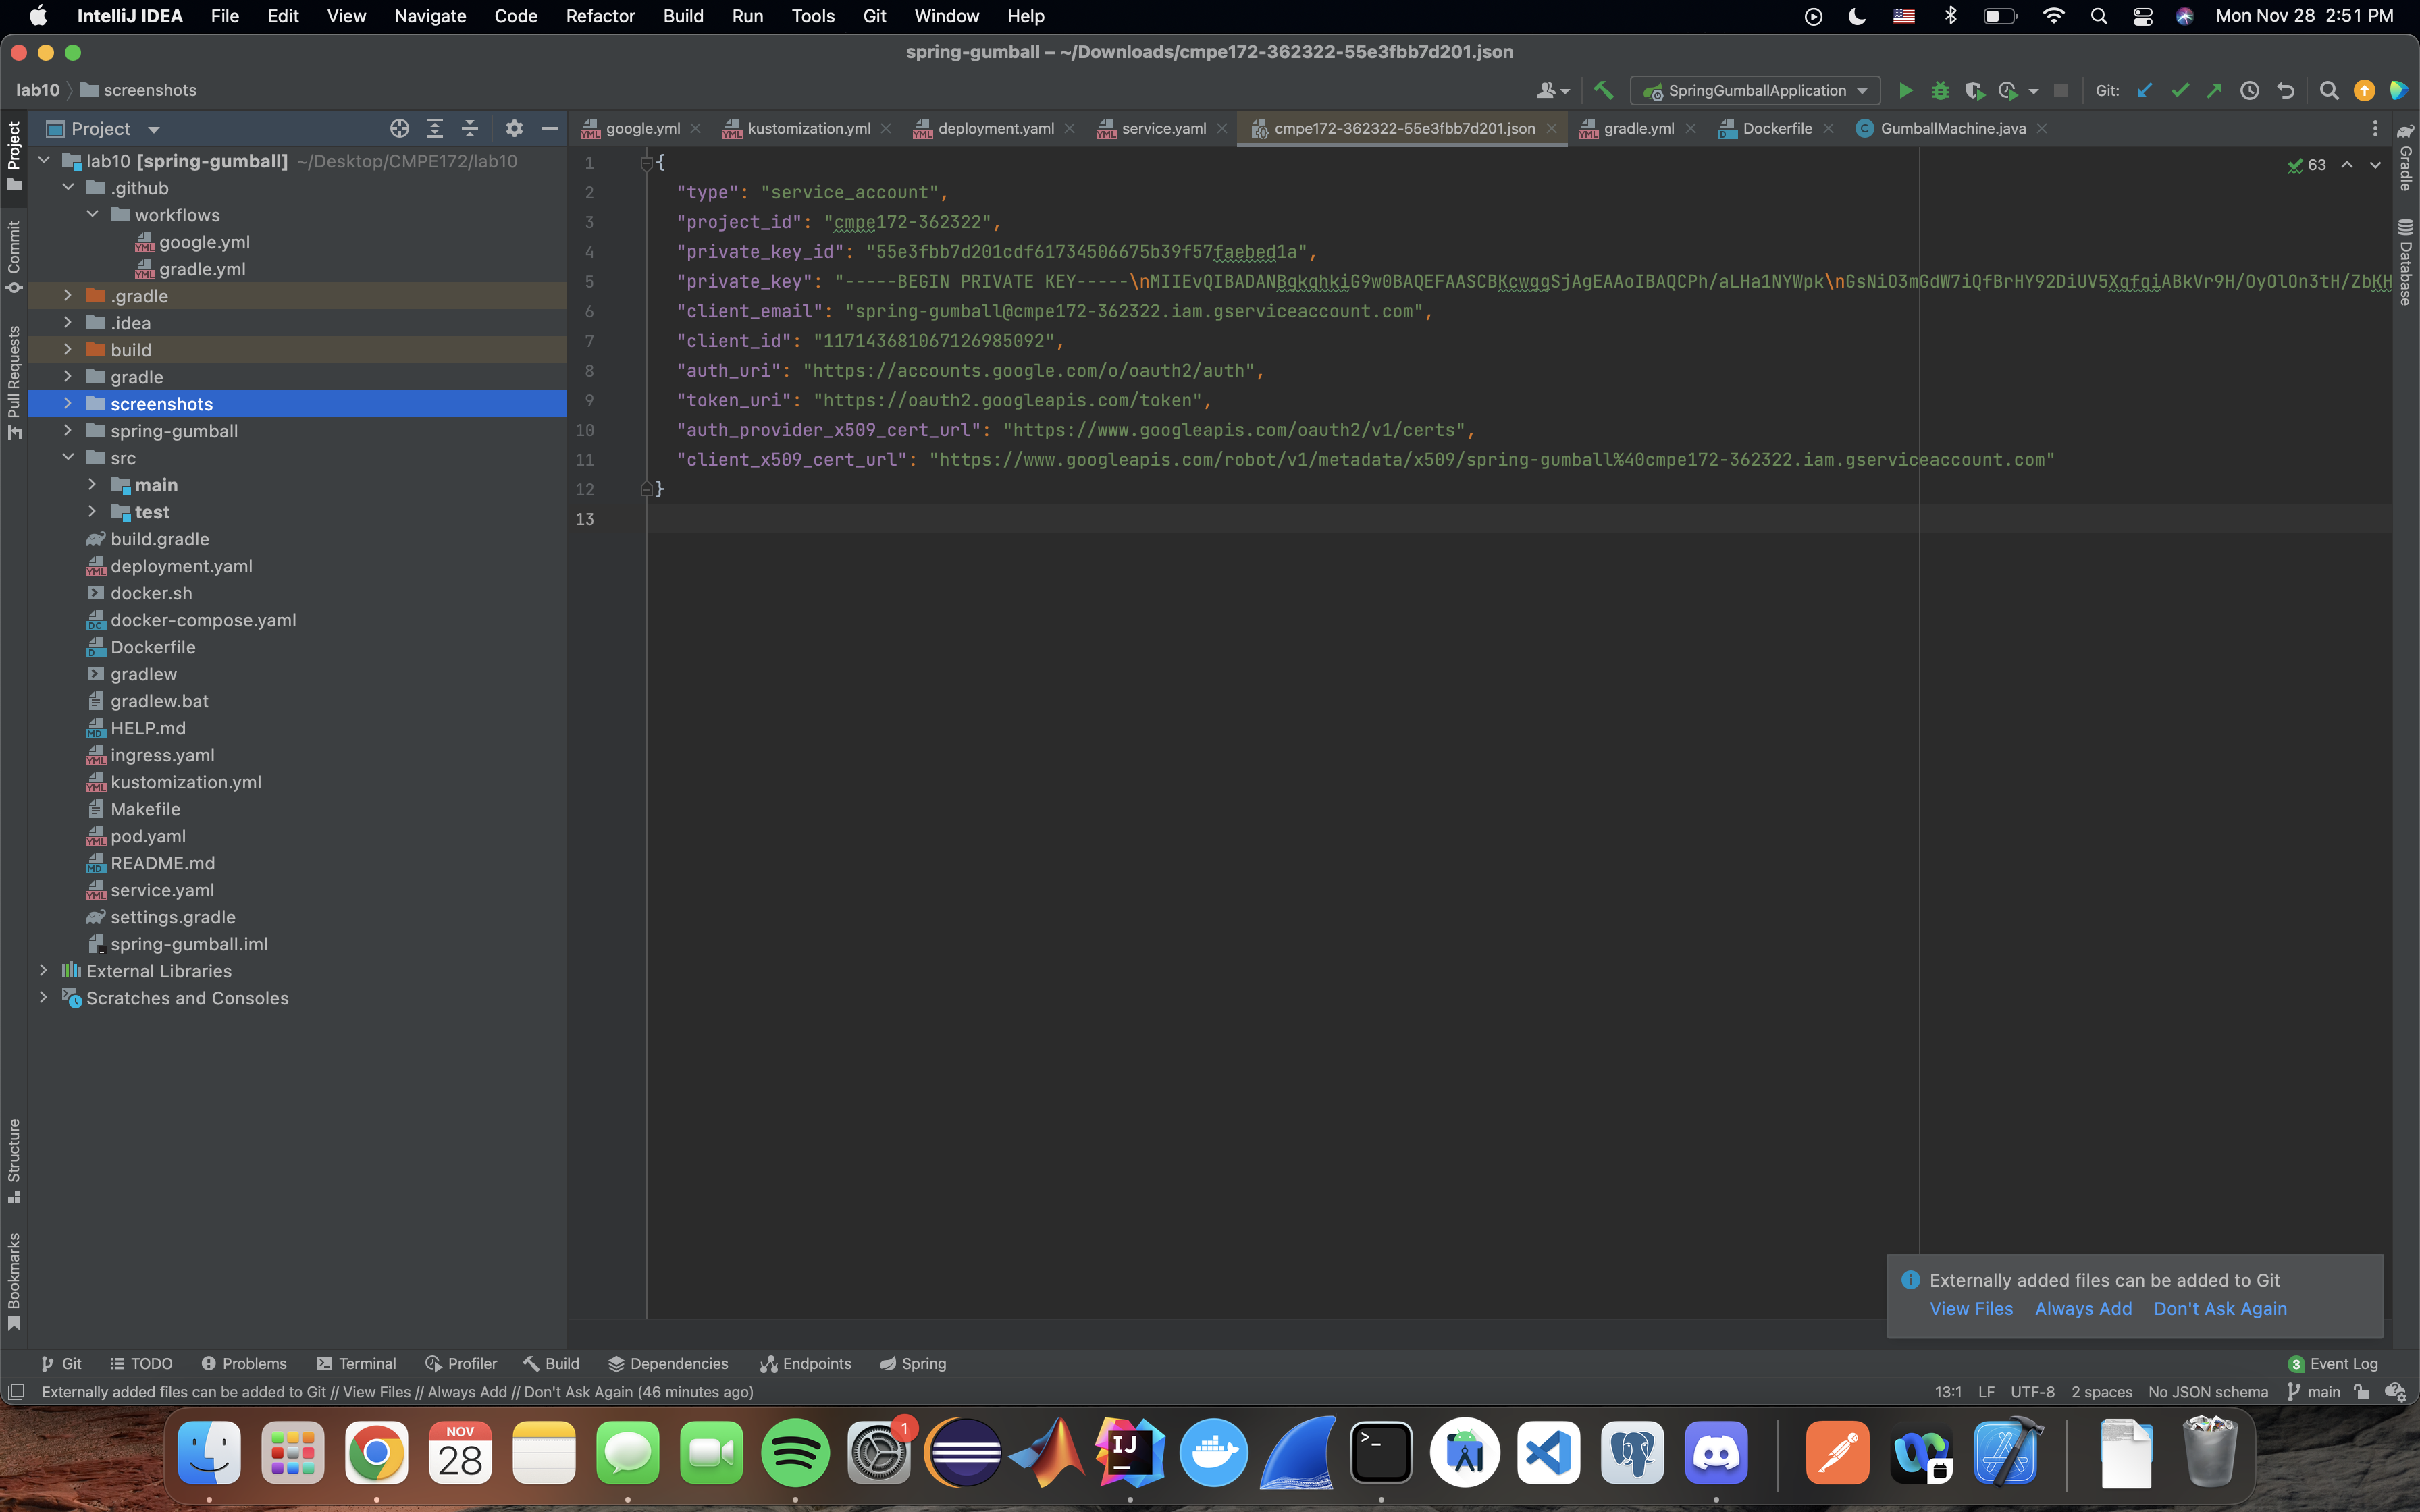 IntelliJ IDEA File Edit View Navigate Code Refactor Build Run Tools Git Window Help Mon Nov 28 2:51 PM
spring-gumball – ~/Downloads/cmpe172-362322-55e3fbb7d201.json
lab10 screenshots SpringGumballApplication Git:
Project google.yml kustomization.yml deployment.yaml service.yaml cmpe172-362322-55e3fbb7d201.json gradle.yml Dockerfile GumballMachine.java
Project
Commit
Pull Requests
Structure
Bookmarks
lab10 [spring-gumball] ~/Desktop/CMPE172/lab10
.github
workflows
google.yml
gradle.yml
.gradle
.idea
build
gradle
screenshots
spring-gumball
src
main
test
build.gradle
deployment.yaml
docker.sh
docker-compose.yaml
Dockerfile
gradlew
gradlew.bat
HELP.md
ingress.yaml
kustomization.yml
Makefile
pod.yaml
README.md
service.yaml
settings.gradle
spring-gumball.iml
External Libraries
Scratches and Consoles
1 {
2 "type": "service_account",
3 "project_id": "cmpe172-362322",
4 "private_key_id": "55e3fbb7d201cdf61734506675b39f57faebed1a",
5 "private_key": "-----BEGIN PRIVATE KEY-----\nMIIEvQIBADANBgkqhkiG9w0BAQEFAASCBKcwggSjAgEAAoIBAQCPh/aLHa1NYWpk\nGsNiO3mGdW7iQfBrHY92DiUV5XgfqiABkVr9H/OyOlOn3tH/ZbKH
6 "client_email": "spring-gumball@cmpe172-362322.iam.gserviceaccount.com",
7 "client_id": "117143681067126985092",
8 "auth_uri": "https://accounts.google.com/o/oauth2/auth",
9 "token_uri": "https://oauth2.googleapis.com/token",
10 "auth_provider_x509_cert_url": "https://www.googleapis.com/oauth2/v1/certs",
11 "client_x509_cert_url": "https://www.googleapis.com/robot/v1/metadata/x509/spring-gumball%40cmpe172-362322.iam.gserviceaccount.com"
12 }
13
63
Gradle
Database
Externally added files can be added to Git
View Files Always Add Don't Ask Again
Git TODO Problems Terminal Profiler Build Dependencies Endpoints Spring 3 Event Log
Externally added files can be added to Git // View Files // Always Add // Don't Ask Again (46 minutes ago) 13:1 LF UTF-8 2 spaces No JSON schema main
NOV
28
1
IJ